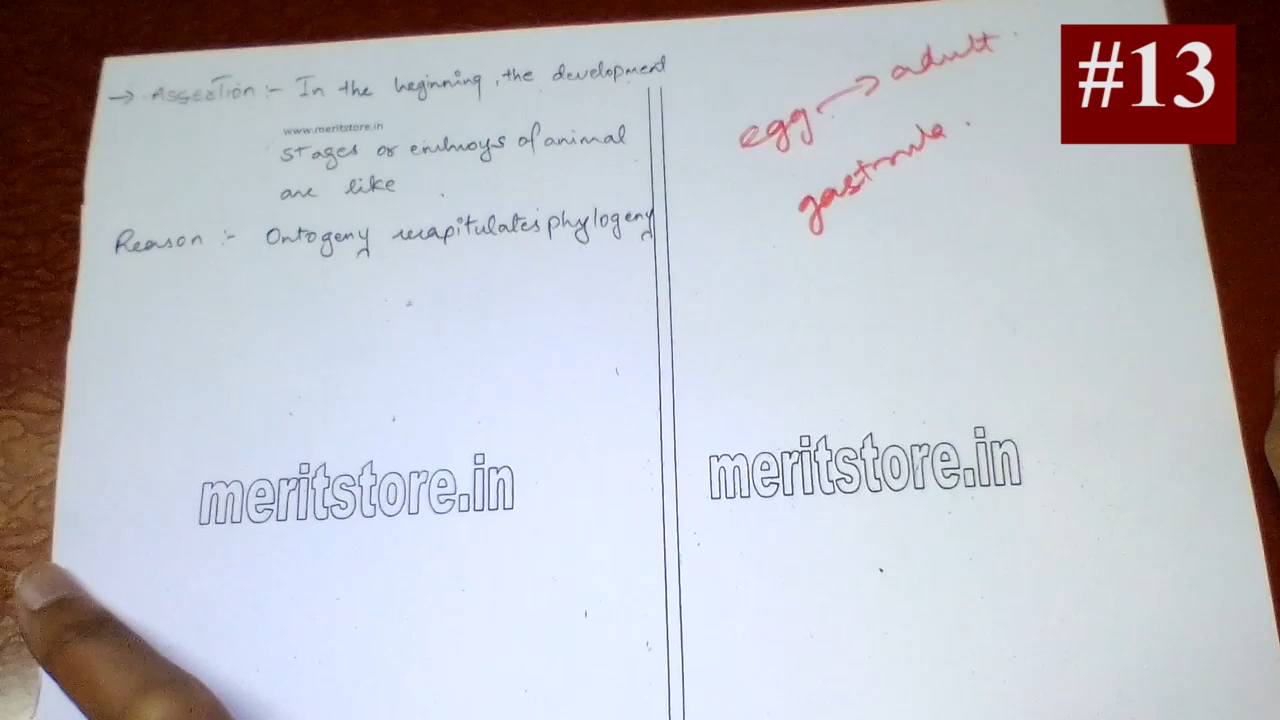 → Assertion :- In the beginning, the development
www.meritstore.in
stages or embroys of animal
are like
Reason :- Ontogeny recapitulates phylogeny
egg → adult
gastrula.
#13
meritstore.in
meritstore.in